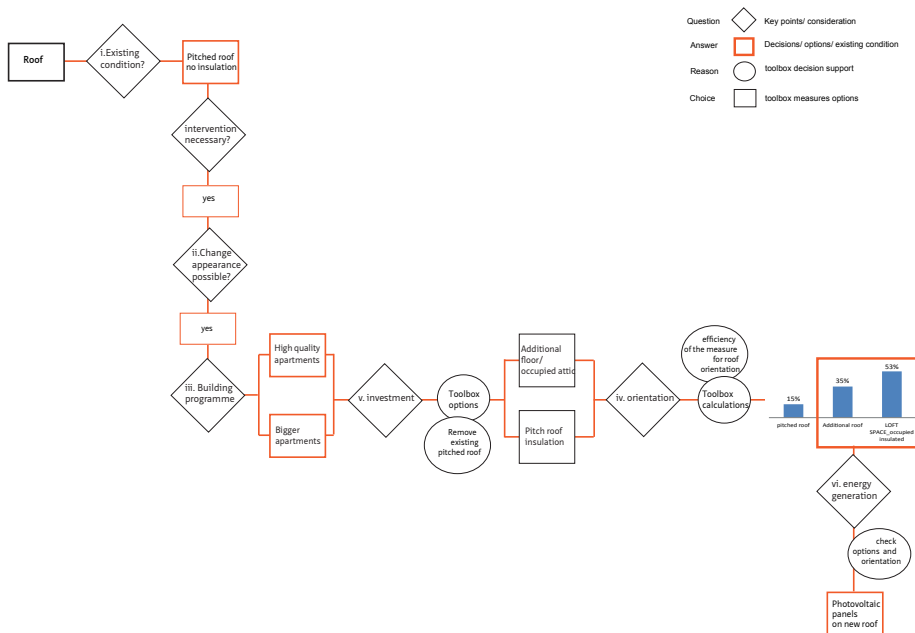 Question
Key points/ consideration
Answer
Decisions/ options/ existing condition
Reason
toolbox decision support
Choice
toolbox measures options
Roof
i.Existing
condition?
Pitched roof
no insulation
intervention
necessary?
yes
ii.Change
appearance
possible?
yes
iii. Building
programme
High quality
apartments
Bigger
apartments
v. investment
Toolbox
options
Remove
existing
pitched roof
Additional
floor/
occupied attic
Pitch roof
insulation
iv. orientation
efficiency
of the measure
for roof
orientation
Toolbox
calculations
15%
35%
53%
pitched roof
Additional roof
LOFT
SPACE_occupied
insulated
vi. energy
generation
check
options and
orientation
Photovoltaic
panels
on new roof